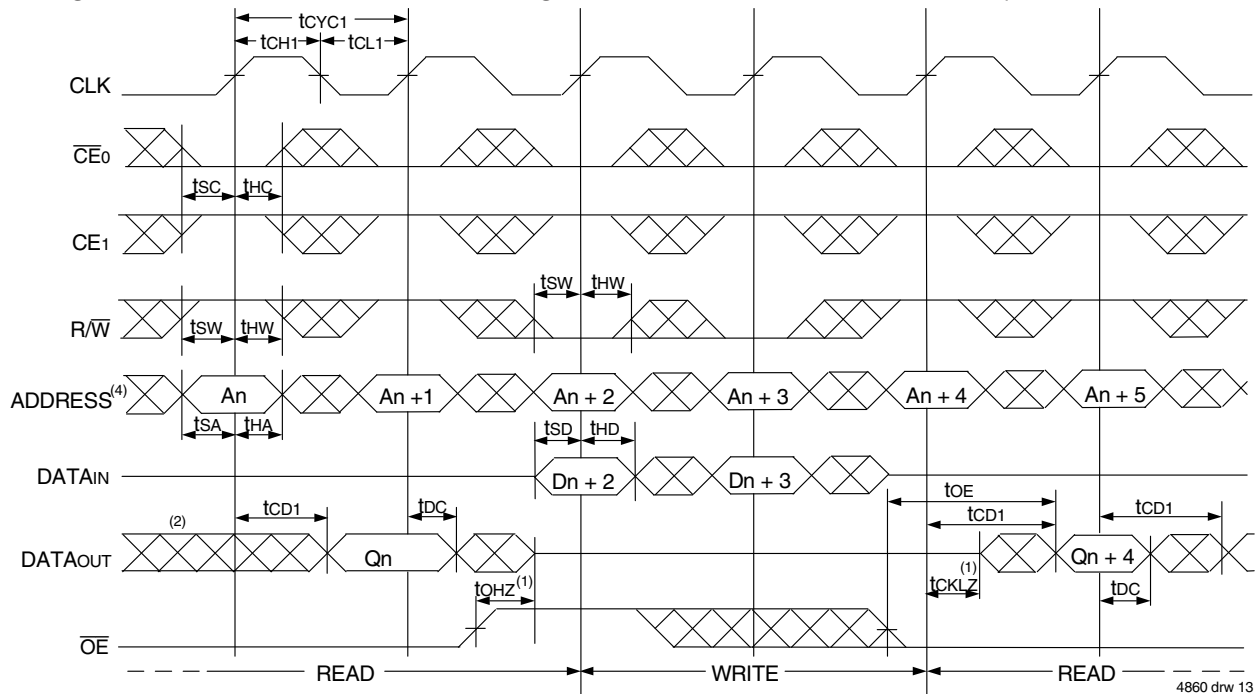 tCYC1
tCH1 tCL1
CLK
CE0
tSC tHC
CE1
tSW tHW
R/W
tSW tHW
ADDRESS(4) An An +1 An + 2 An + 3 An + 4 An + 5
tSA tHA tSD tHD
DATAIN Dn + 2 Dn + 3
tOE
(2) tCD1 tDC tCD1 tCD1
DATAOUT Qn Qn + 4
tOHZ(1) tCKLZ(1) tDC
OE
READ WRITE READ
4860 drw 13